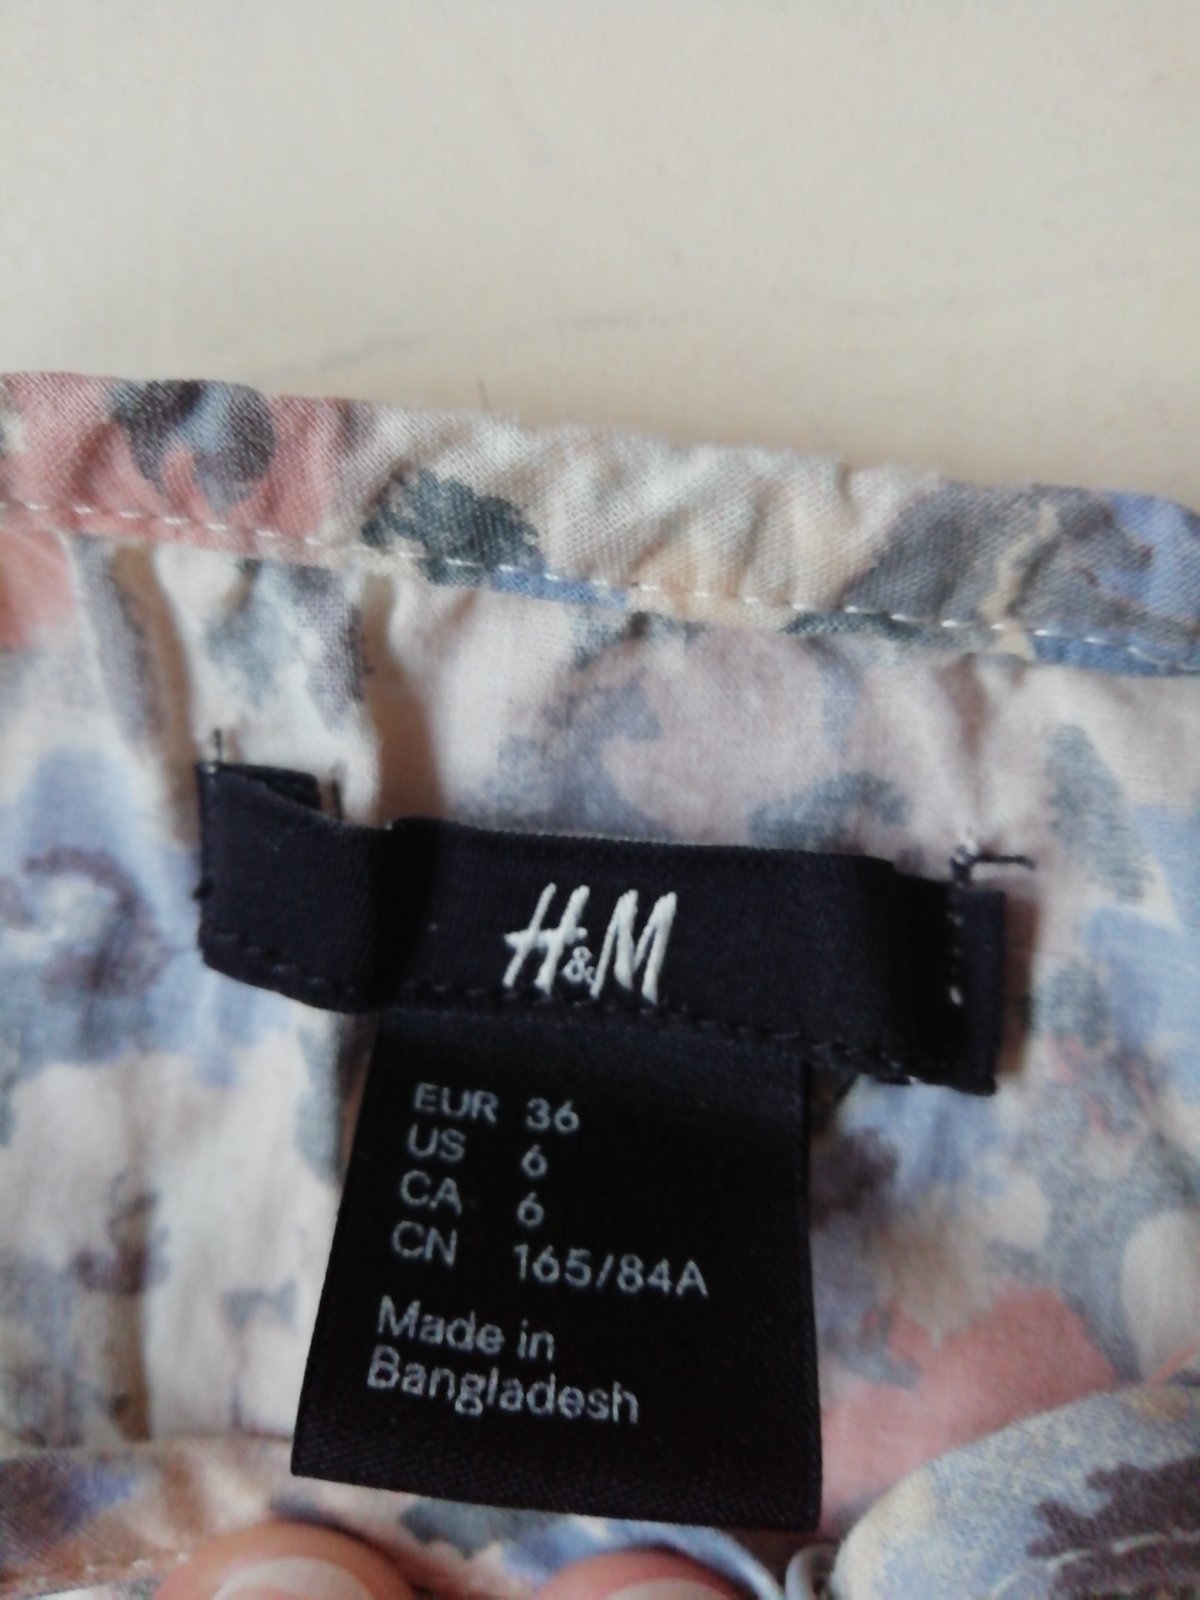 H&M
EUR 36
US 6
CA 6
CN 165/84A
Made in
Bangladesh